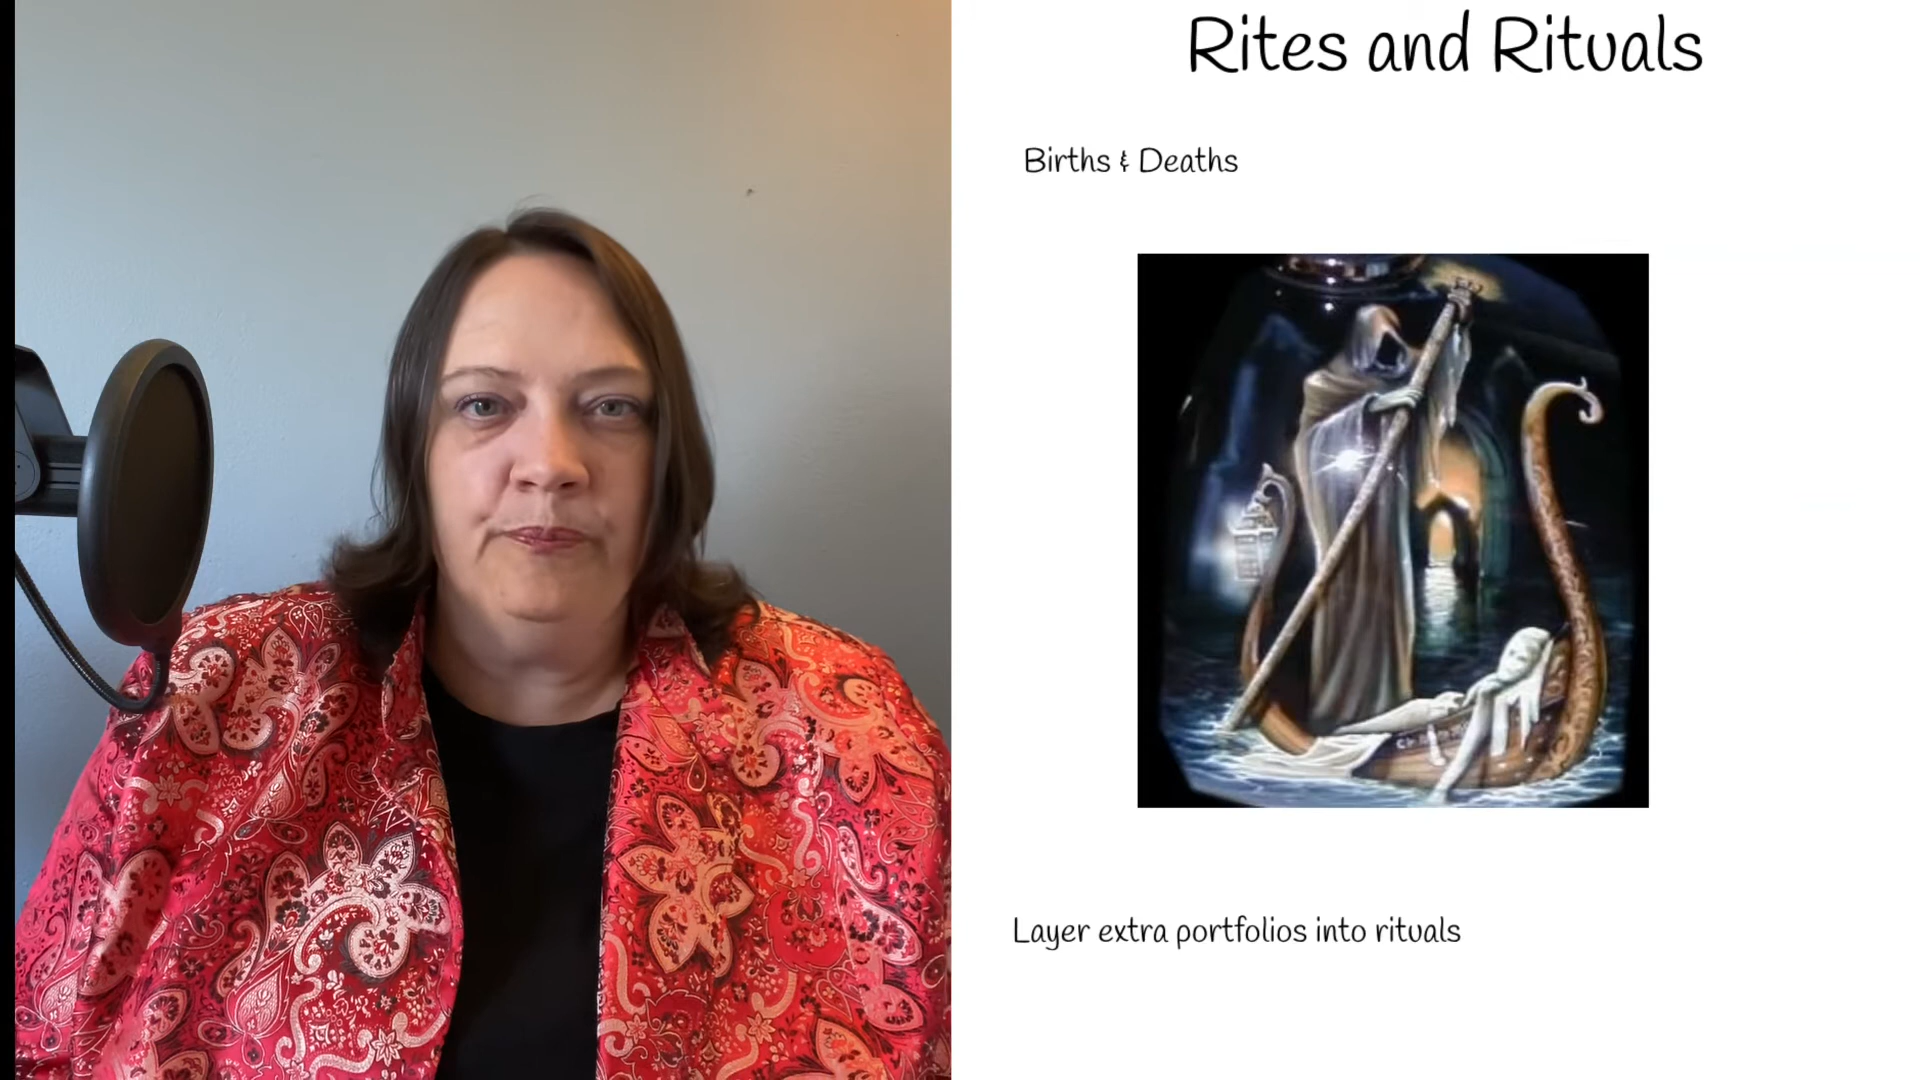 Rites and Rituals
Births & Deaths
Layer extra portfolios into rituals